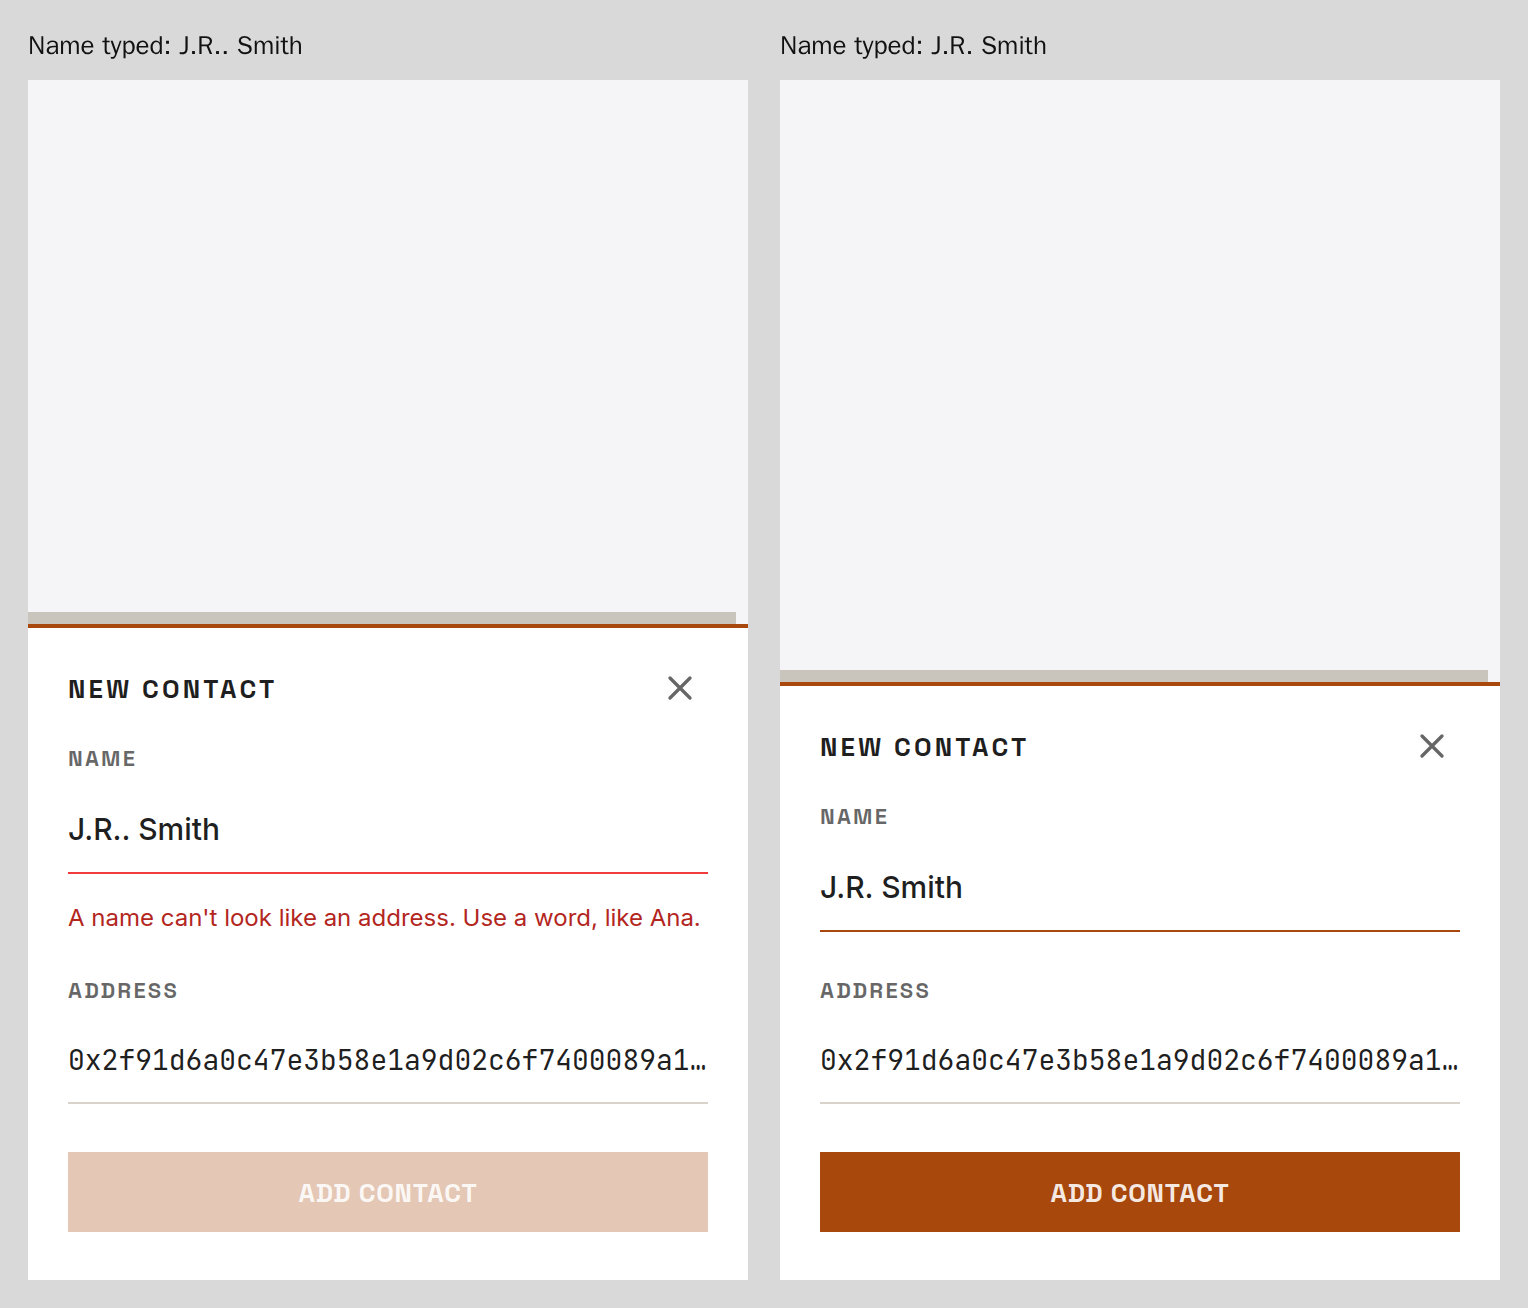 Name typed: J.R.. Smith
NEW CONTACT
NAME
J.R.. Smith
A name can't look like an address. Use a word, like Ana.
ADDRESS
0x2f91d6a0c47e3b58e1a9d02c6f7400089a1…
ADD CONTACT
Name typed: J.R. Smith
NEW CONTACT
NAME
J.R. Smith
ADDRESS
0x2f91d6a0c47e3b58e1a9d02c6f7400089a1…
ADD CONTACT